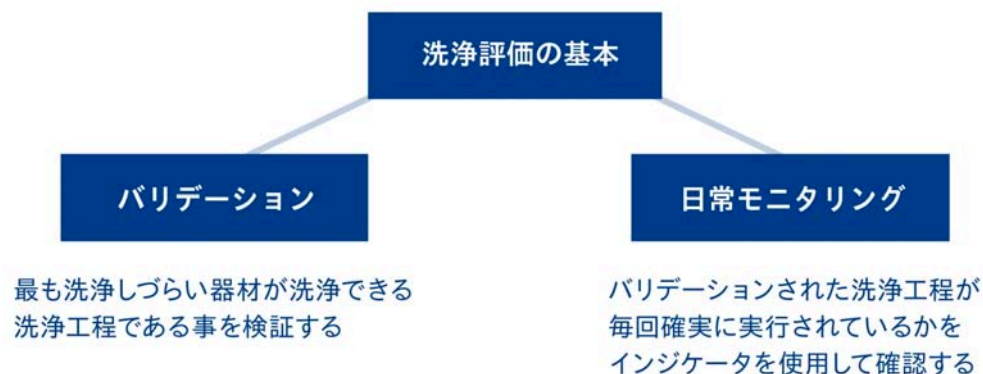 洗浄評価の基本
バリデーション
最も洗浄しづらい器材が洗浄できる
洗浄工程である事を検証する
日常モニタリング
バリデーションされた洗浄工程が
毎回確実に実行されているかを
インジケータを使用して確認する